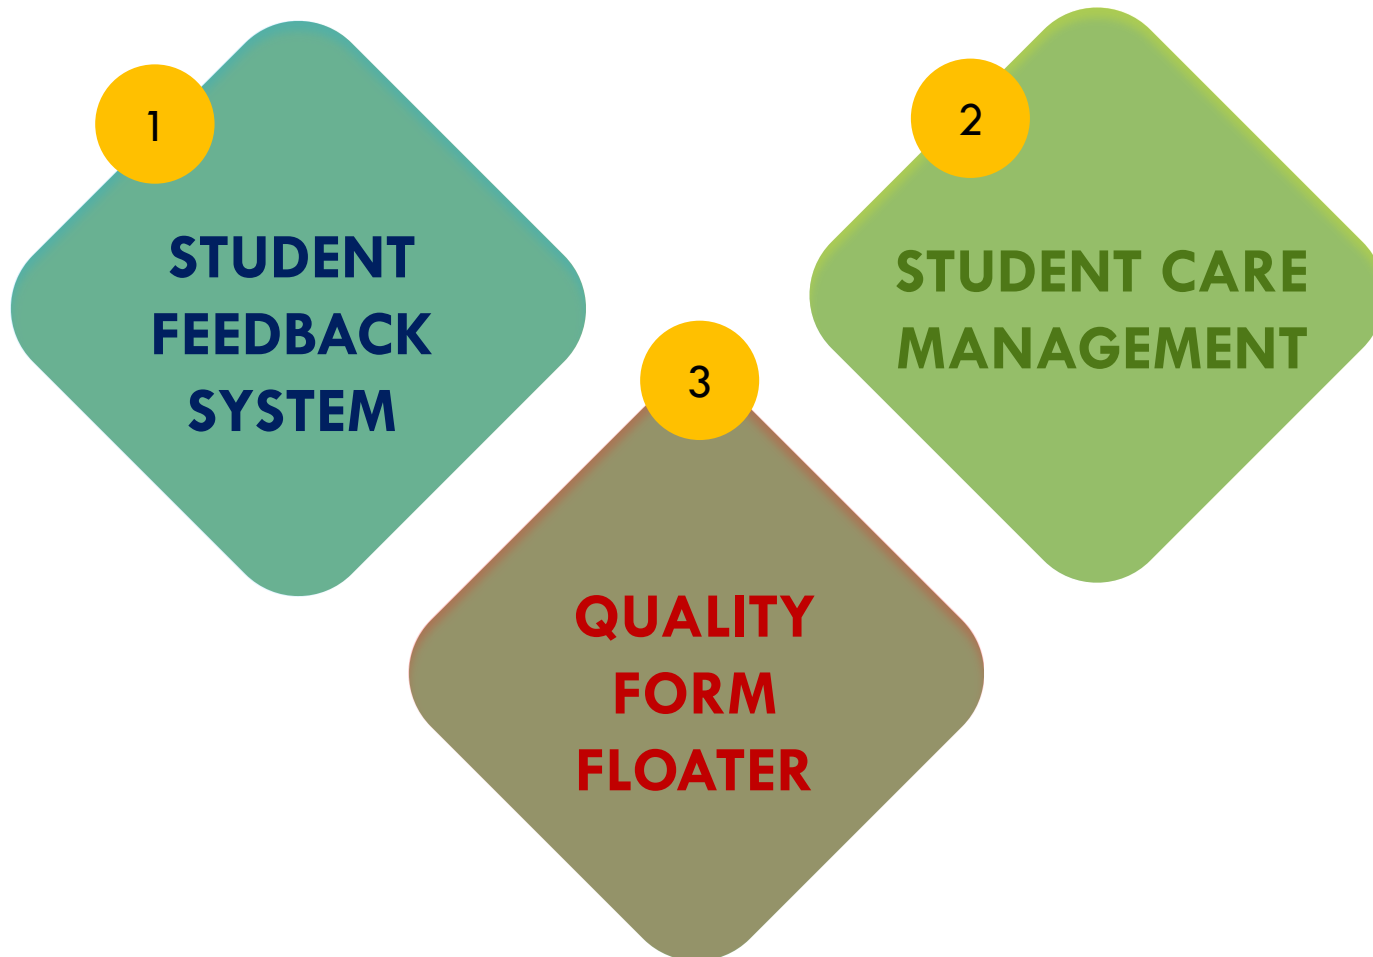 1
STUDENT
FEEDBACK
SYSTEM
2
STUDENT CARE
MANAGEMENT
3
QUALITY
FORM
FLOATER